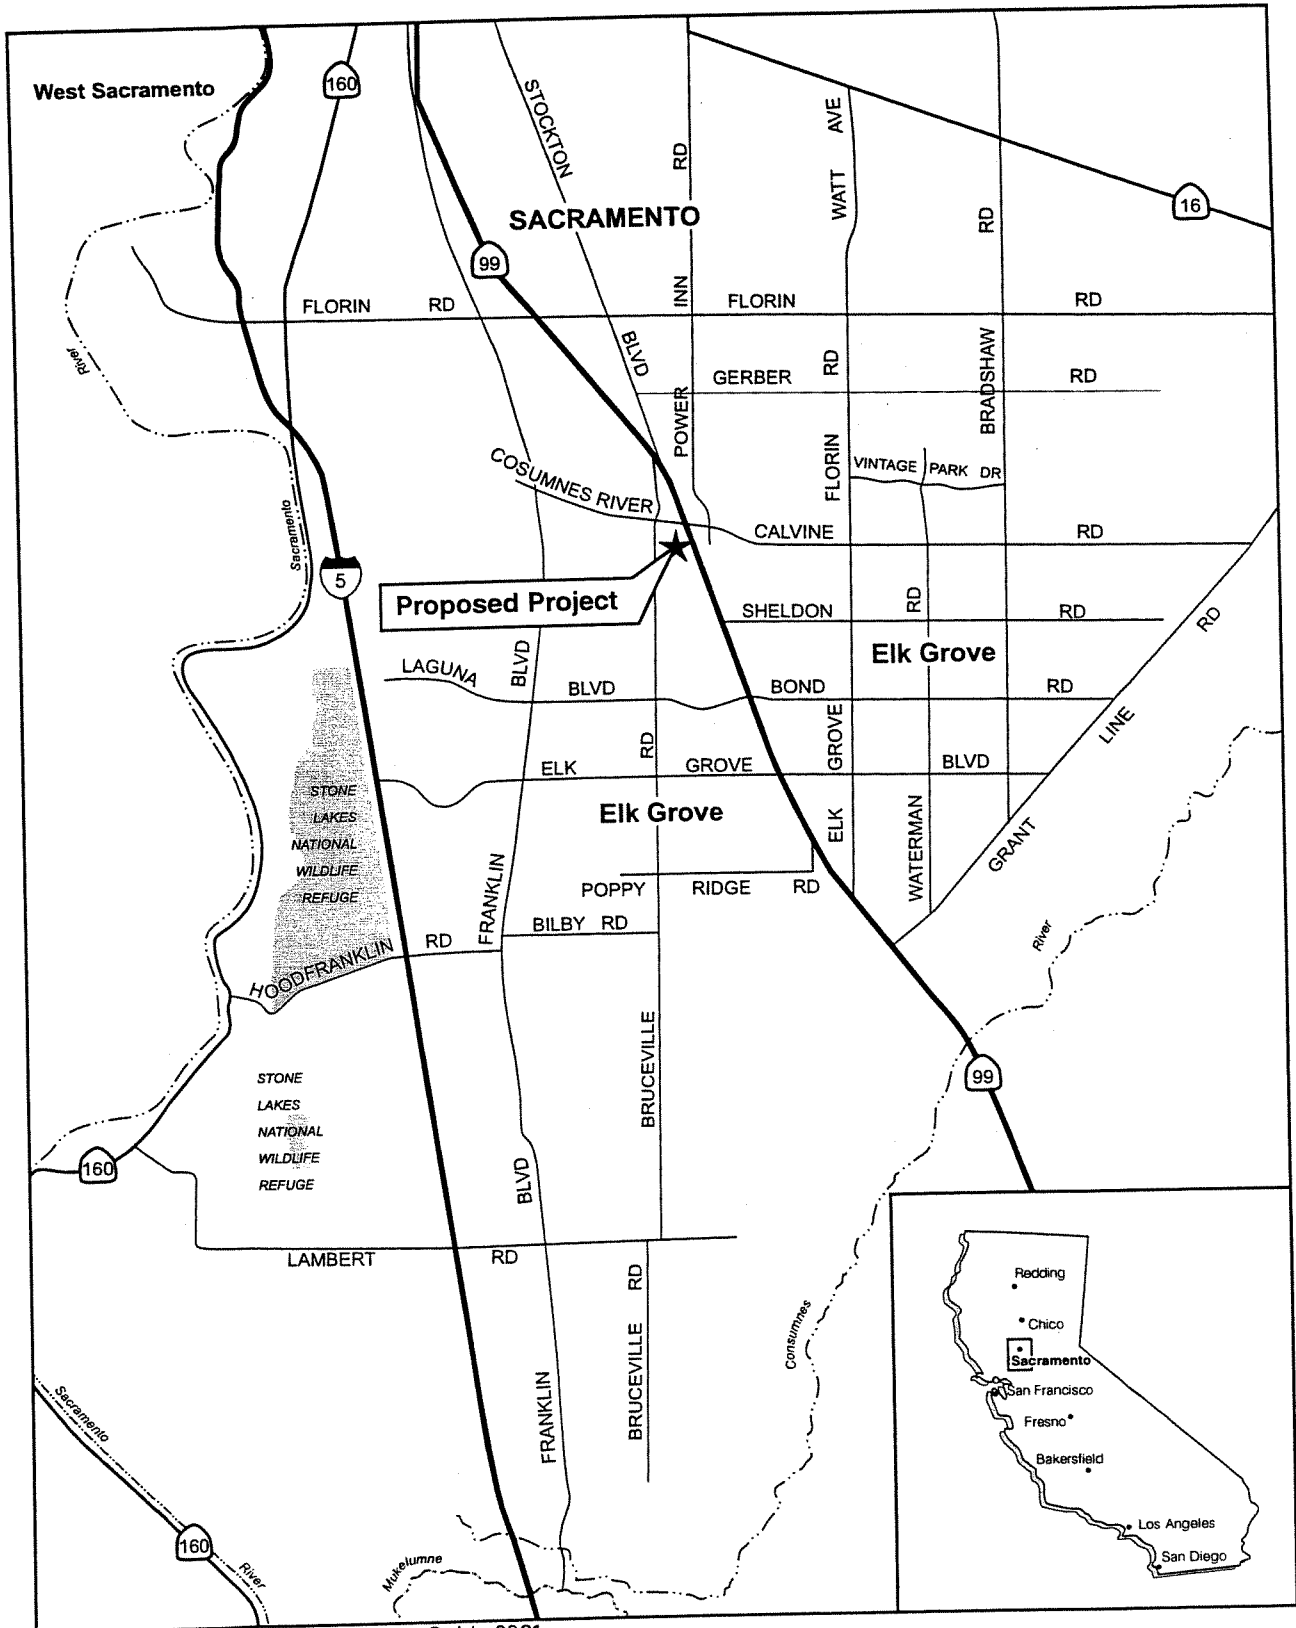 West Sacramento
160
STOCKTON
RD
AVE
WATT
16
SACRAMENTO
RD
99
INN
FLORIN RD
FLORIN RD
River
BLVD
RD
BRADSHAW
GERBER RD
POWER
COSUMNES RIVER
FLORIN
VINTAGE PARK DR
Sacramento
CALVINE RD
5
Proposed Project
SHELDON RD RD
RD
Elk Grove
LAGUNA BLVD
BLVD
BOND RD
LINE
RD
GROVE
ELK GROVE BLVD
STONE
LAKES
NATIONAL
WILDLIFE
REFUGE
Elk Grove
ELK
WATERMAN
GRANT
FRANKLIN
POPPY RIDGE RD
BILBY RD
HOODFRANKLIN RD
River
BRUCEVILLE
99
STONE
LAKES
NATIONAL
WILDLIFE
REFUGE
160
BLVD
LAMBERT RD
RD
BRUCEVILLE
FRANKLIN
Consumnes
Sacramento
160
River
Mukelumne
Redding
Chico
Sacramento
San Francisco
Fresno
Bakersfield
Los Angeles
San Diego